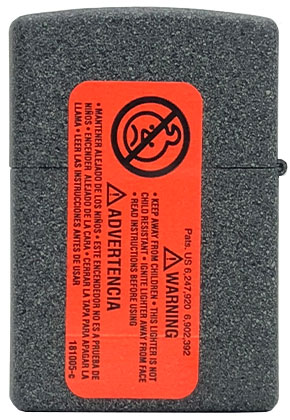 Pats. US 6,247,920 6,902,392
WARNING
• KEEP AWAY FROM CHILDREN • THIS LIGHTER IS NOT
CHILD RESISTANT • IGNITE LIGHTER AWAY FROM FACE
• READ INSTRUCTIONS BEFORE USING
ADVERTENCIA
• MANTENER ALEJADO DE LOS NIÑOS • ESTE ENCENDEDOR NO ES A PRUEBA DE
NIÑOS • ENCENDER ALEJADO DE LA CARA • CERRAR LA TAPA PARA APAGAR LA
LLAMA • LEER LAS INSTRUCCIONES ANTES DE USAR
181005-c